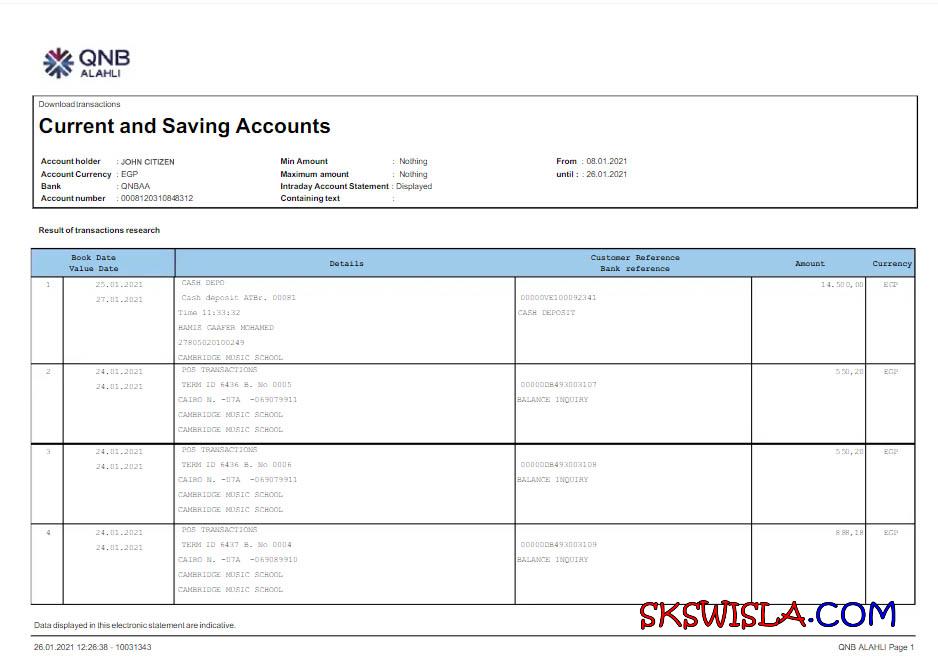 QNB
ALAHLI
Download transactions
Current and Saving Accounts
Account holder : JOHN CITIZEN Min Amount : Nothing From : 08.01.2021
Account Currency : EGP Maximum amount : Nothing until : : 26.01.2021
Bank : QNBAA Intraday Account Statement : Displayed
Account number : 0008120310848312 Containing text :
Result of transactions research
Book Date Customer Reference
Details Amount Currency
Value Date Bank reference
1 25.01.2021 CASH DEPO 14.500,00 EGP
27.01.2021 Cash deposit ATBr. 00081 00000VE100092341
Time 11:33:32 CASH DEPOSIT
HAMIS GAAFER MOHAMED
27805020100249
CAMBRIDGE MUSIC SCHOOL
2 24.01.2021 POS TRANSACTIONS 550,20 EGP
24.01.2021 TERM ID 6436 B. No 0005 00000DB493003107
CAIRO N. -07A -069079911 BALANCE INQUIRY
CAMBRIDGE MUSIC SCHOOL
CAMBRIDGE MUSIC SCHOOL
3 24.01.2021 POS TRANSACTIONS 550,20 EGP
24.01.2021 TERM ID 6436 B. No 0006 00000DB493003108
CAIRO N. -07A -069079911 BALANCE INQUIRY
CAMBRIDGE MUSIC SCHOOL
CAMBRIDGE MUSIC SCHOOL
4 24.01.2021 POS TRANSACTIONS 898,18 EGP
24.01.2021 TERM ID 6437 B. No 0004 00000DB493003109
CAIRO N. -07A -069089910 BALANCE INQUIRY
CAMBRIDGE MUSIC SCHOOL
CAMBRIDGE MUSIC SCHOOL
SKSWISLA.COM
Data displayed in this electronic statement are indicative.
26.01.2021 12:26:38 - 10031343 QNB ALAHLI Page 1